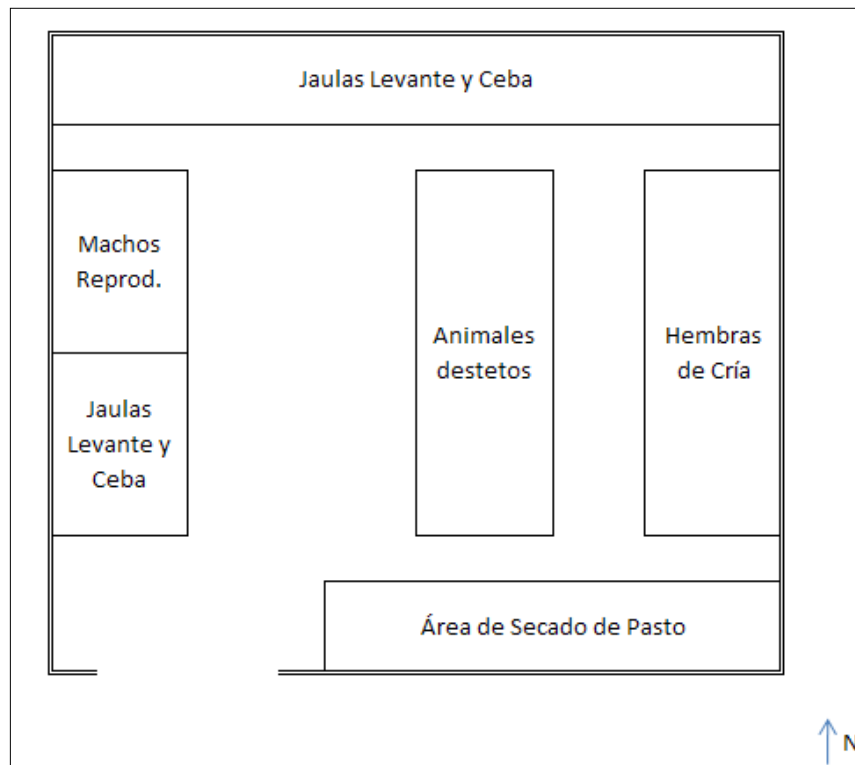 Jaulas Levante y Ceba
Machos
Reprod.
Animales
destetos
Hembras
de Cría
Jaulas
Levante y
Ceba
Área de Secado de Pasto
N